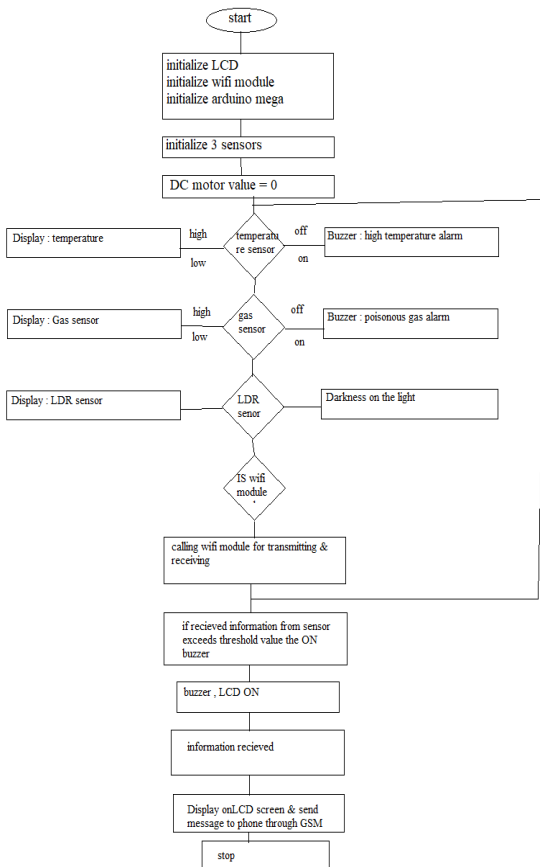 start
initialize LCD
initialize wifi module
initialize arduino mega
initialize 3 sensors
DC motor value = 0
Display : temperature
high
low
temperatu
re sensor
off
on
Buzzer : high temperature alarm
Display : Gas sensor
high
low
gas
sensor
off
on
Buzzer : poisonous gas alarm
Display : LDR sensor
LDR
senor
Darkness on the light
IS wifi
module
calling wifi module for transmitting &
receiving
if recieved information from sensor
exceeds threshold value the ON
buzzer
buzzer , LCD ON
information recieved
Display onLCD screen & send
message to phone through GSM
stop